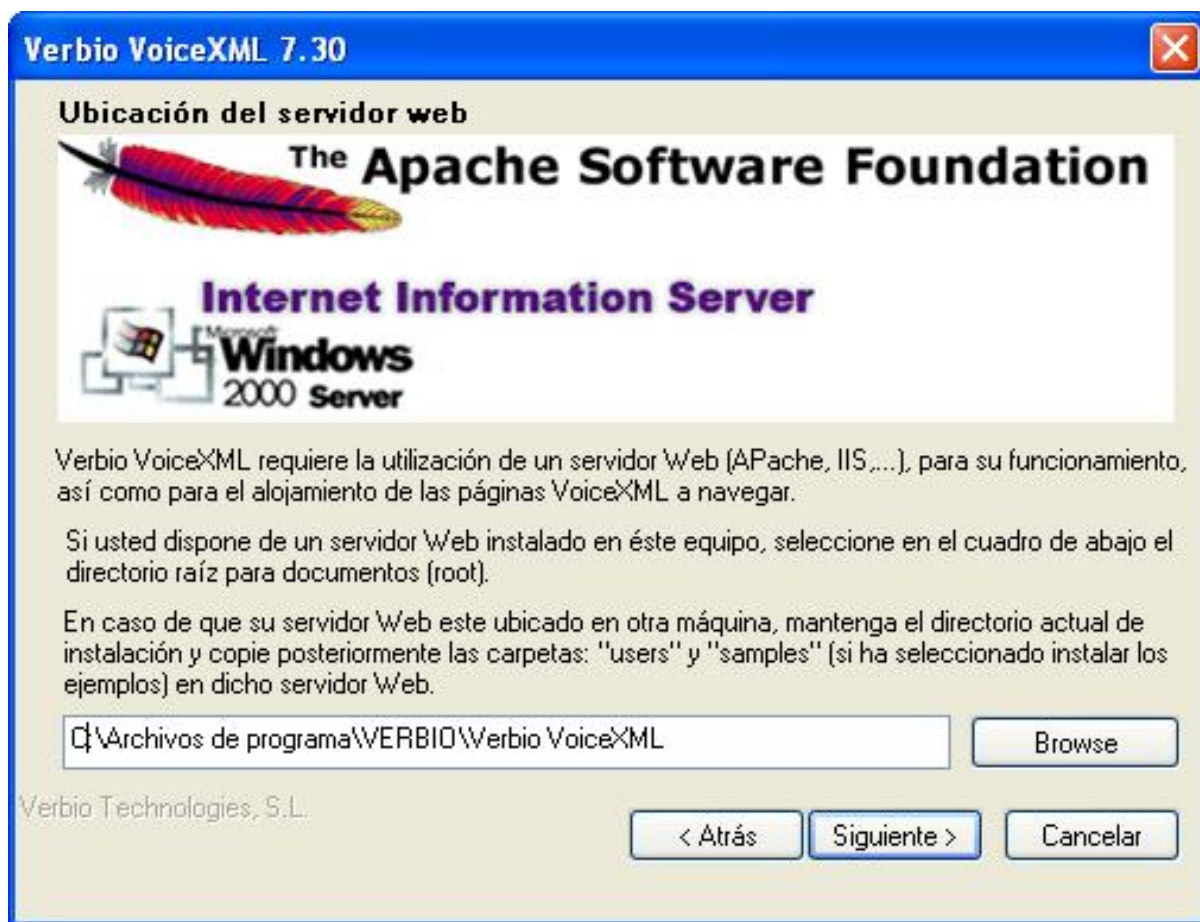 Verbio VoiceXML 7.30
Ubicación del servidor web
The Apache Software Foundation
Internet Information Server
Microsoft
Windows
2000 Server
Verbio VoiceXML requiere la utilización de un servidor Web (APache, IIS,...), para su funcionamiento,
así como para el alojamiento de las páginas VoiceXML a navegar.
Si usted dispone de un servidor Web instalado en éste equipo, seleccione en el cuadro de abajo el
directorio raíz para documentos (root).
En caso de que su servidor Web este ubicado en otra máquina, mantenga el directorio actual de
instalación y copie posteriormente las carpetas: "users" y "samples" (si ha seleccionado instalar los
ejemplos) en dicho servidor Web.
C:\Archivos de programa\VERBIO\Verbio VoiceXML
Browse
Verbio Technologies, S.L.
< Atrás
Siguiente >
Cancelar